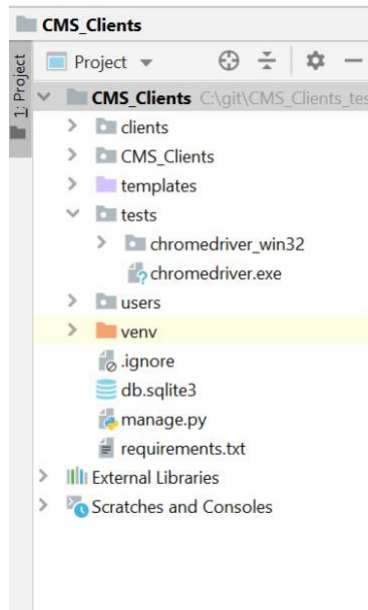 CMS_Clients
1: Project
Project
CMS_Clients C:\git\CMS_Clients_tes
clients
CMS_Clients
templates
tests
chromedriver_win32
chromedriver.exe
users
venv
.ignore
db.sqlite3
manage.py
requirements.txt
External Libraries
Scratches and Consoles